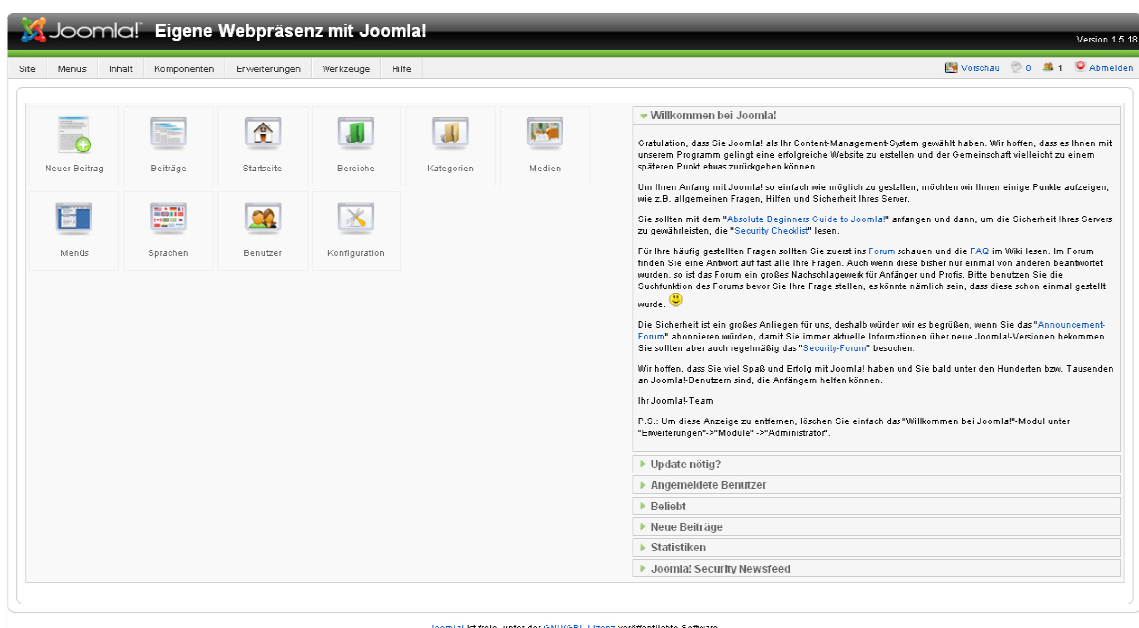 Joomla! Eigene Webpräsenz mit Joomla!
Version 1.5.18
Site Menüs Inhalt Komponenten Erweiterungen Werkzeuge Hilfe Vorschau 0 1 Abmelden
Neuer Beitrag Beiträge Startseite Bereiche Kategorien Medien
Menüs Sprachen Benutzer Konfiguration
Willkommen bei Joomla!
Gratulation, dass Sie Joomla! als Ihr Content-Management-System gewählt haben. Wir hoffen, dass es Ihnen mit
unserem Programm gelingt eine erfolgreiche Website zu erstellen und der Gemeinschaft vielleicht zu einem
späteren Punkt etwas zurückgeben können.
Um Ihren Anfang mit Joomla! so einfach wie möglich zu gestalten, möchten wir Ihnen einige Punkte aufzeigen,
wie z.B. allgemeinen Fragen, Hilfen und Sicherheit Ihres Server.
Sie sollten mit dem "Absolute Beginners Guide to Joomla!" anfangen und dann, um die Sicherheit Ihres Servers
zu gewährleisten, die "Security Checklist" lesen.
Für Ihre häufig gestellten Fragen sollten Sie zuerst ins Forum schauen und die FAQ im Wiki lesen. Im Forum
finden Sie eine Antwort auf fast alle Ihre Fragen. Auch wenn diese bisher nur einmal von anderen beantwortet
wurden, so ist das Forum ein großes Nachschlagewerk für Anfänger und Profis. Bitte benutzen Sie die
Suchfunktion des Forums bevor Sie Ihre Frage stellen, es könnte nämlich sein, dass diese schon einmal gestellt
wurde.
Die Sicherheit ist ein großes Anliegen für uns, deshalb würden wir es begrüßen, wenn Sie das "Announcement-
Forum" abonnieren würden, damit Sie immer aktuelle Informationen über neue Joomla!-Versionen bekommen.
Sie sollten aber auch regelmäßig das "Security-Forum" besuchen.
Wir hoffen, dass Sie viel Spaß und Erfolg mit Joomla! haben und Sie bald unter den Hunderten bzw. Tausenden
an Joomla!-Benutzern sind, die Anfängern helfen können.
Ihr Joomla!-Team
P.S.: Um diese Anzeige zu entfernen, löschen Sie einfach das "Willkommen bei Joomla!"-Modul unter
"Erweiterungen"->"Module" ->"Administrator".
Update nötig?
Angemeldete Benutzer
Beliebt
Neue Beiträge
Statistiken
Joomla! Security Newsfeed
Joomla! ist freie, unter der GNU/GPL-Lizenz veröffentlichte Software.